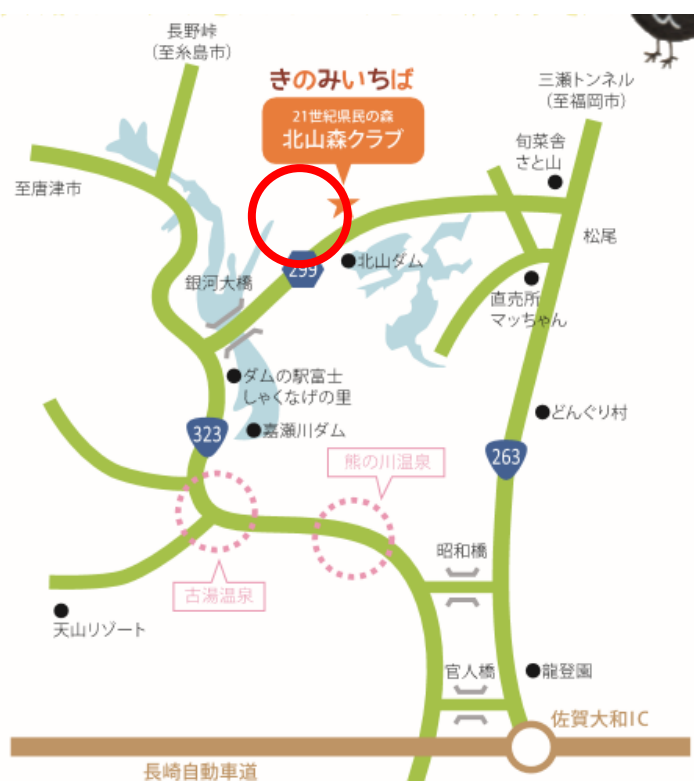 長野峠
(至糸島市)
きのみいちば
21世紀県民の森
北山森クラブ
三瀬トンネル
(至福岡市)
旬菜舎
さと山
至唐津市
松尾
北山ダム
299
銀河大橋
直売所
マッちゃん
ダムの駅富士
しゃくなげの里
どんぐり村
323
嘉瀬川ダム
熊の川温泉
263
昭和橋
古湯温泉
天山リゾート
官人橋
龍登園
佐賀大和IC
長崎自動車道